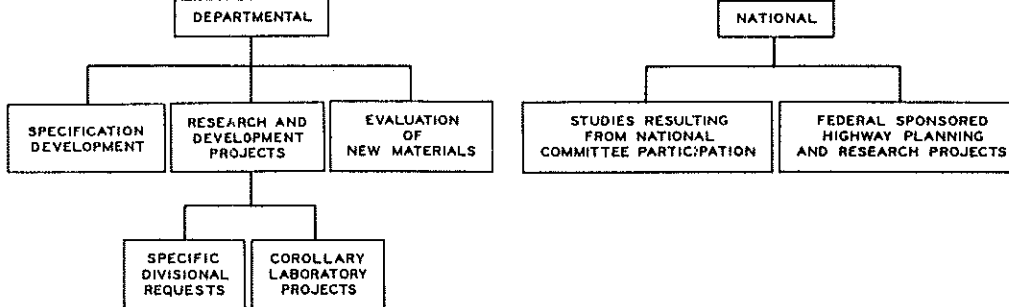 DEPARTMENTAL
NATIONAL
SPECIFICATION
DEVELOPMENT
RESEARCH AND
DEVELOPMENT
PROJECTS
EVALUATION
OF
NEW MATERIALS
STUDIES RESULTING
FROM NATIONAL
COMMITTEE PARTICIPATION
FEDERAL SPONSORED
HIGHWAY PLANNING
AND RESEARCH PROJECTS
SPECIFIC
DIVISIONAL
REQUESTS
COROLLARY
LABORATORY
PROJECTS